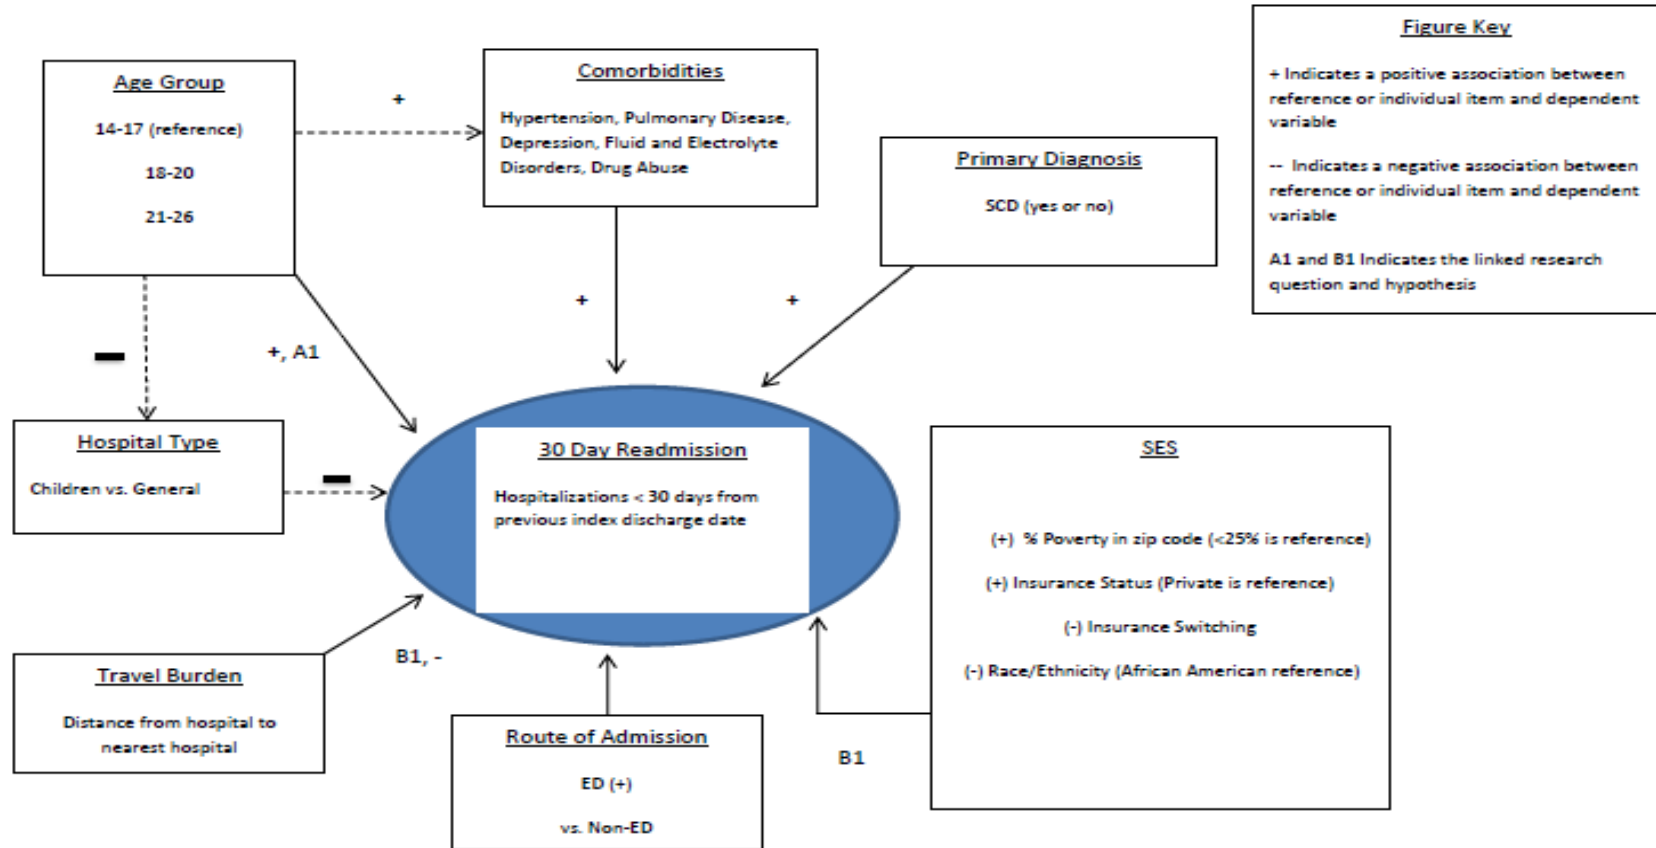 Age Group
14-17 (reference)
18-20
21-26
+
Comorbidities
Hypertension, Pulmonary Disease,
Depression, Fluid and Electrolyte
Disorders, Drug Abuse
Primary Diagnosis
SCD (yes or no)
Figure Key
+ Indicates a positive association between
reference or individual item and dependent
variable
-- Indicates a negative association between
reference or individual item and dependent
variable
A1 and B1 Indicates the linked research
question and hypothesis
+
+
–
+, A1
Hospital Type
Children vs. General
–
30 Day Readmission
Hospitalizations < 30 days from
previous index discharge date
SES
(+) % Poverty in zip code (<25% is reference)
(+) Insurance Status (Private is reference)
(-) Insurance Switching
(-) Race/Ethnicity (African American reference)
Travel Burden
Distance from hospital to
nearest hospital
B1, -
Route of Admission
ED (+)
vs. Non-ED
B1